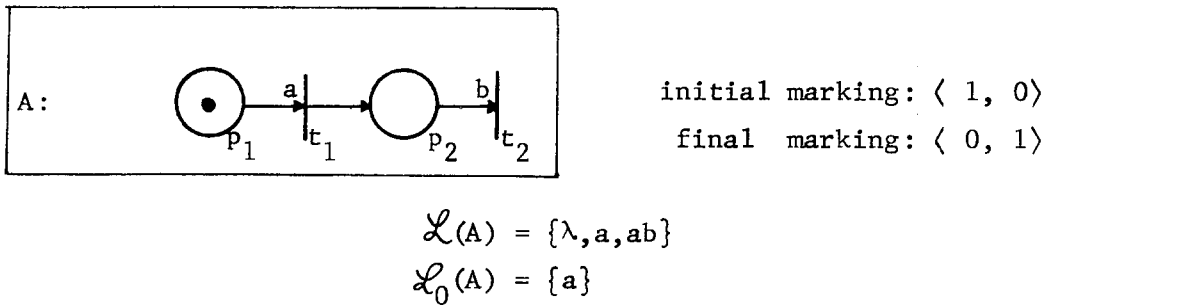 A:
a
b
p1
t1
p2
t2
initial marking: ⟨ 1, 0⟩
final marking: ⟨ 0, 1⟩
ℒ(A) = {λ,a,ab}
ℒ0(A) = {a}